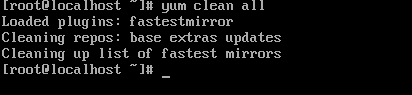 [root@localhost ~]# yum clean all
Loaded plugins: fastestmirror
Cleaning repos: base extras updates
Cleaning up list of fastest mirrors
[root@localhost ~]# _